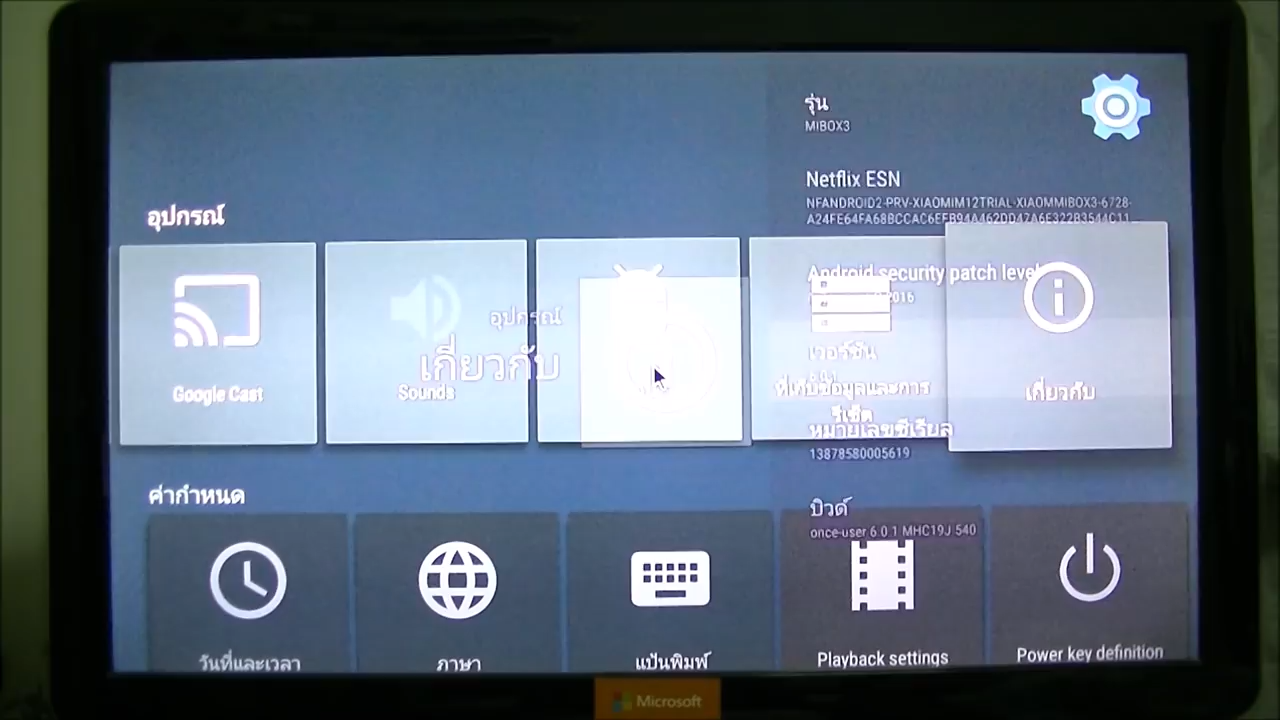 รุ่น
MIBOX3
Netflix ESN
NFANDROID2-PRV-XIAOMIM12TRIAL-XIAOMMIBOX3-6728-
A24FE64FA68BCCAC6EFB94A462DD47A6E322B3544C11...
อุปกรณ์
Android security patch level
2016
Google Cast
Sounds
อุปกรณ์
เกี่ยวกับ
เวอร์ชัน
6.0.1
ที่เก็บข้อมูลและการ
รีเซ็ต
เกี่ยวกับ
หมายเลขซีเรียล
13878580005619
ค่ากำหนด
บิวด์
once-user 6.0.1 MHC19J 540
วันที่และเวลา
ภาษา
แป้นพิมพ์
Playback settings
Power key definition
Microsoft